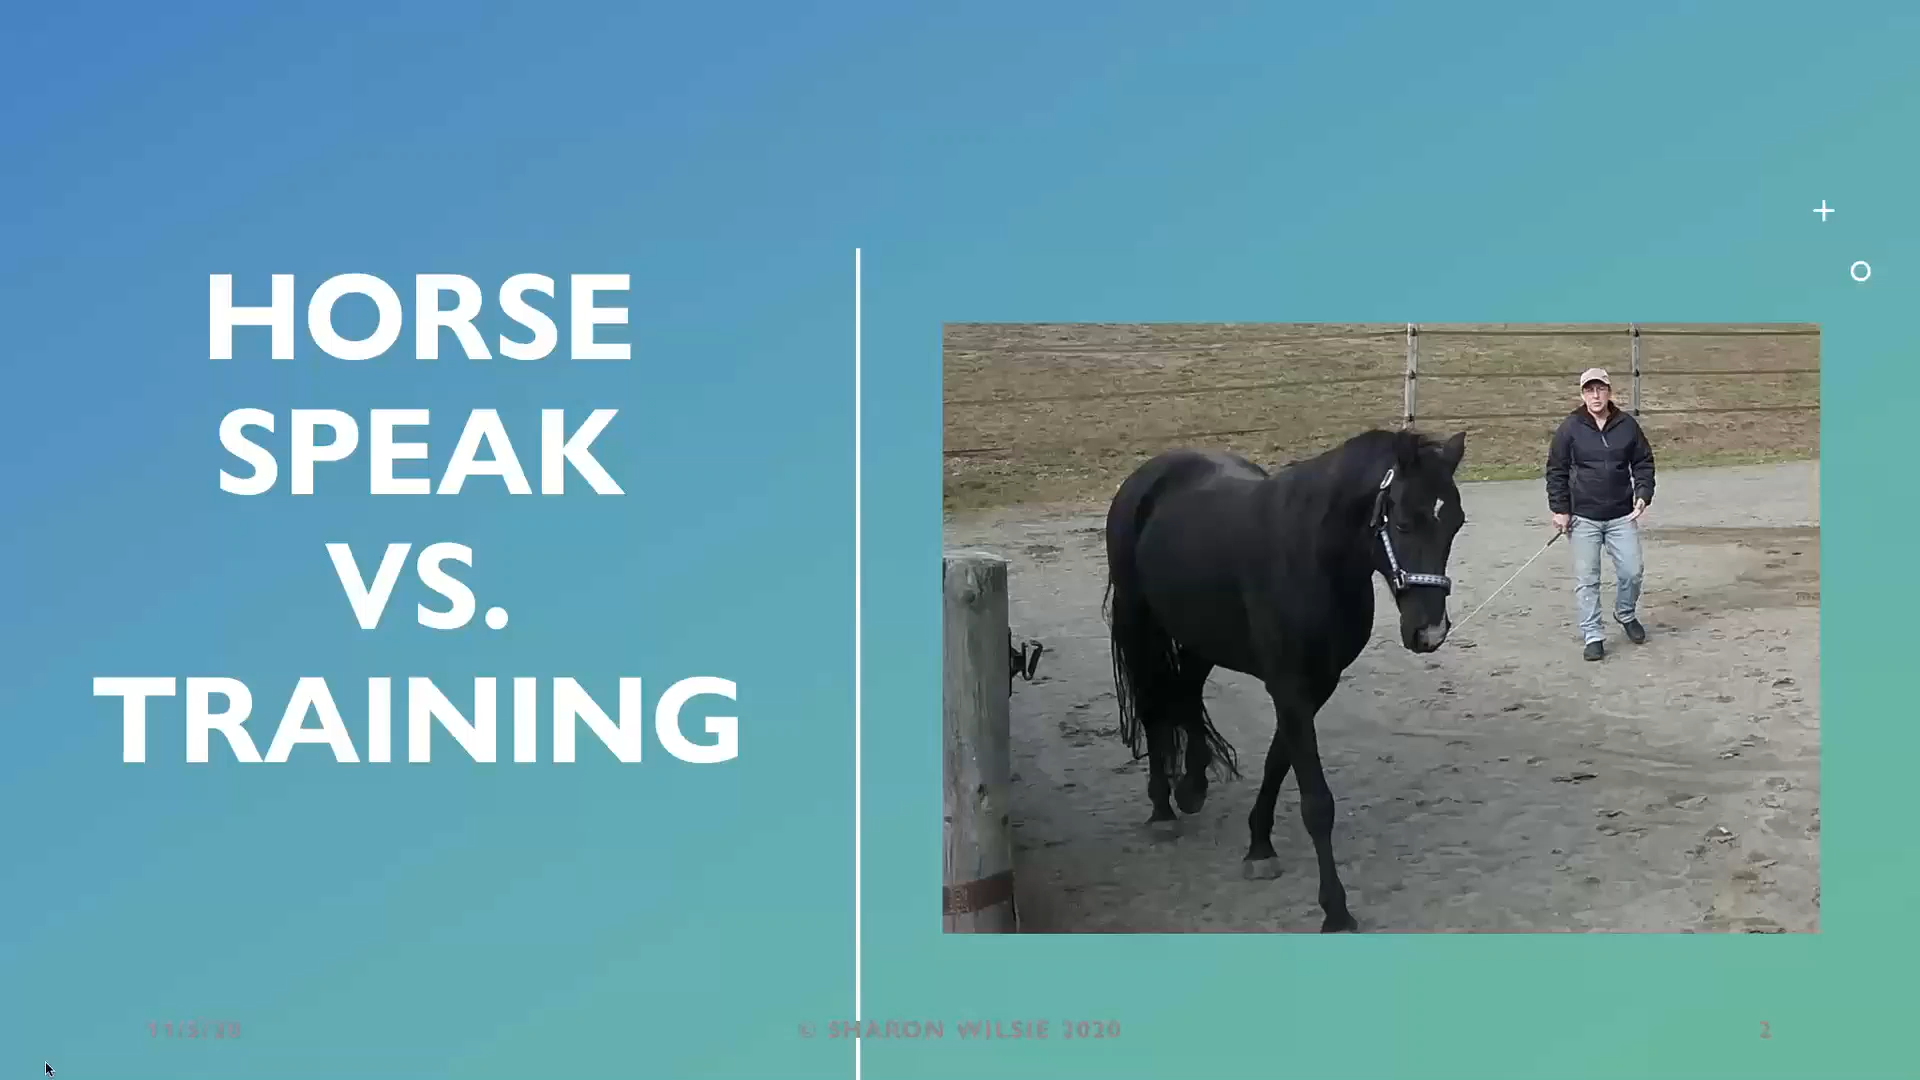 HORSE
SPEAK
VS.
TRAINING
© SHARON WILSIE 2020
2